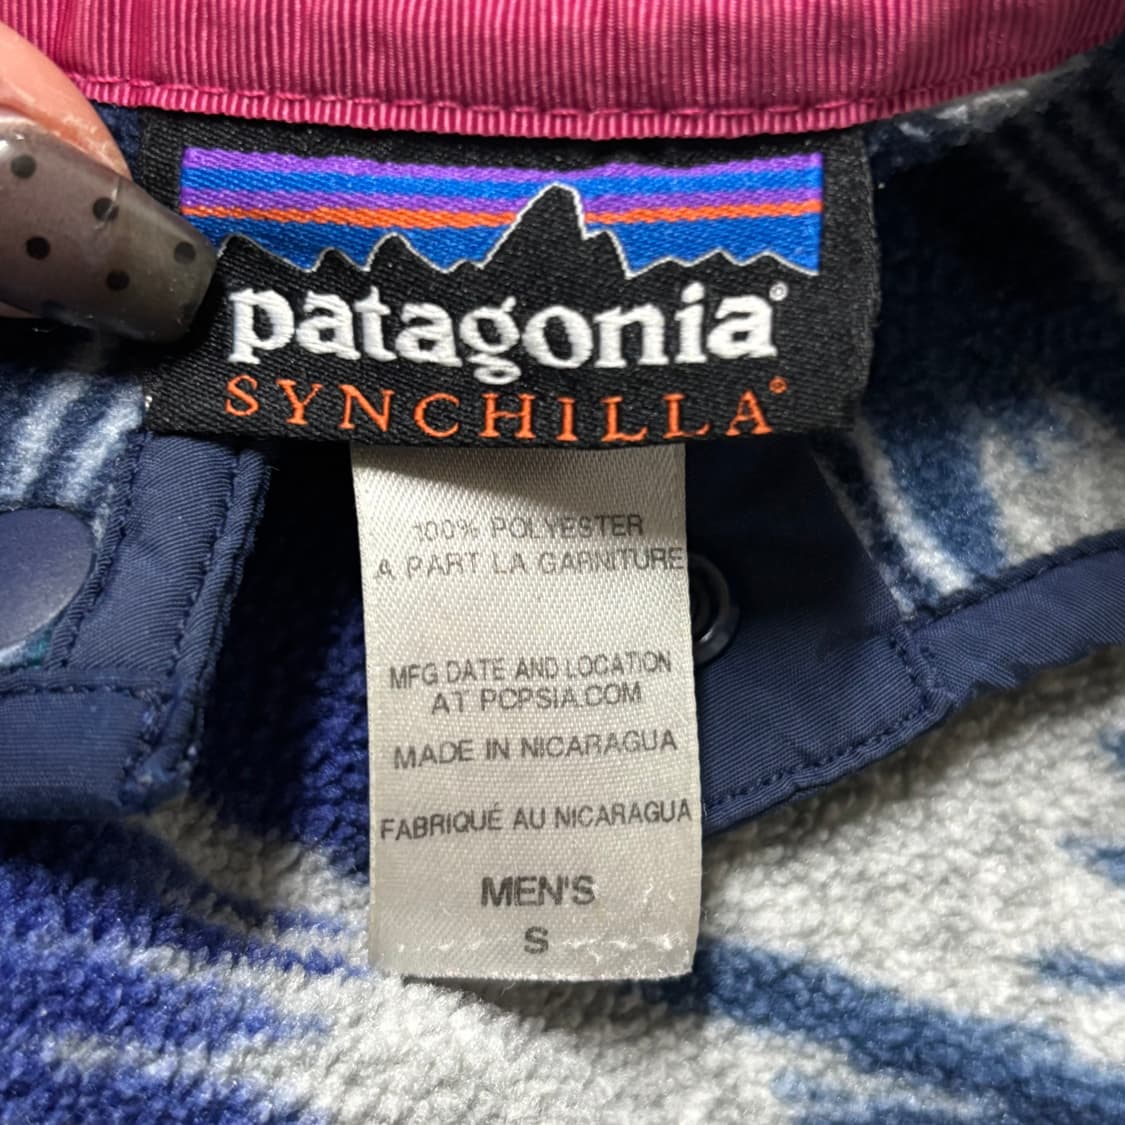 patagonia®
SYNCHILLA®
100% POLYESTER
A PART LA GARNITURE
MFG DATE AND LOCATION
AT PCPSIA.COM
MADE IN NICARAGUA
FABRIQUÉ AU NICARAGUA
MEN'S
S